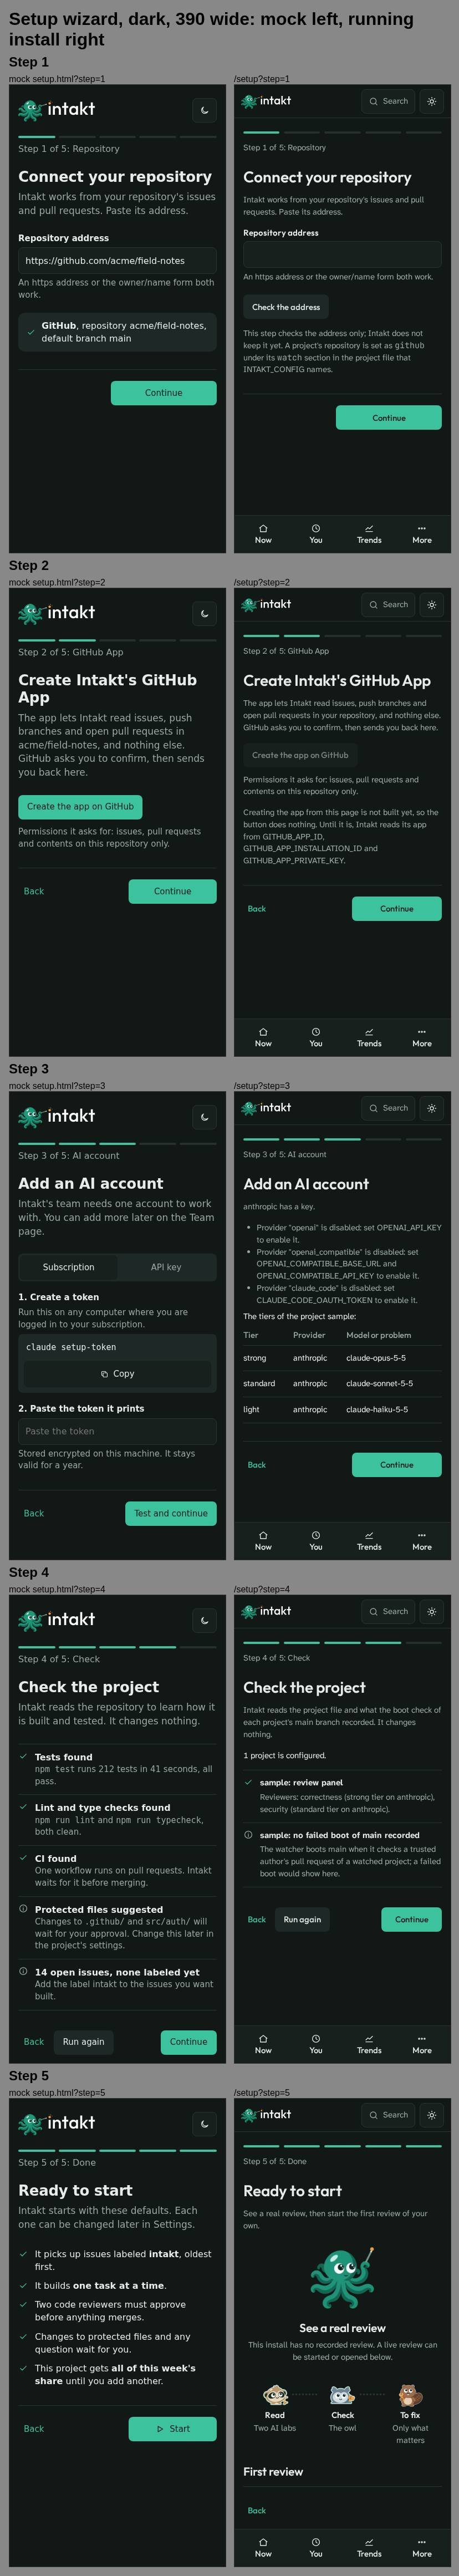 Setup wizard, dark, 390 wide: mock left, running
install right
Step 1
mock setup.html?step=1
intakt
Step 1 of 5: Repository
Connect your repository
Intakt works from your repository's issues
and pull requests. Paste its address.
Repository address
https://github.com/acme/field-notes
An https address or the owner/name form both
work.
GitHub, repository acme/field-notes,
default branch main
Continue
/setup?step=1
intakt
Search
Step 1 of 5: Repository
Connect your repository
Intakt works from your repository's issues and pull
requests. Paste its address.
Repository address
An https address or the owner/name form both work.
Check the address
This step checks the address only; Intakt does not
keep it yet. A project's repository is set as github
under its watch section in the project file that
INTAKT_CONFIG names.
Continue
Now
You
Trends
More
Step 2
mock setup.html?step=2
intakt
Step 2 of 5: GitHub App
Create Intakt's GitHub
App
The app lets Intakt read issues, push
branches and open pull requests in
acme/field-notes, and nothing else.
GitHub asks you to confirm, then sends
you back here.
Create the app on GitHub
Permissions it asks for: issues, pull requests
and contents on this repository only.
Back
Continue
/setup?step=2
intakt
Search
Step 2 of 5: GitHub App
Create Intakt's GitHub App
The app lets Intakt read issues, push branches and
open pull requests in your repository, and nothing else.
GitHub asks you to confirm, then sends you back here.
Create the app on GitHub
Permissions it asks for: issues, pull requests and
contents on this repository only.
Creating the app from this page is not built yet, so the
button does nothing. Until it is, Intakt reads its app
from GITHUB_APP_ID,
GITHUB_APP_INSTALLATION_ID and
GITHUB_APP_PRIVATE_KEY.
Back
Continue
Now
You
Trends
More
Step 3
mock setup.html?step=3
intakt
Step 3 of 5: AI account
Add an AI account
Intakt's team needs one account to work
with. You can add more later on the Team
page.
Subscription
API key
1. Create a token
Run this on any computer where you are
logged in to your subscription.
claude setup-token
Copy
2. Paste the token it prints
Paste the token
Stored encrypted on this machine. It stays
valid for a year.
Back
Test and continue
/setup?step=3
intakt
Search
Step 3 of 5: AI account
Add an AI account
anthropic has a key.
Provider "openai" is disabled: set OPENAI_API_KEY
to enable it.
Provider "openai_compatible" is disabled: set
OPENAI_COMPATIBLE_BASE_URL and
OPENAI_COMPATIBLE_API_KEY to enable it.
Provider "claude_code" is disabled: set
CLAUDE_CODE_OAUTH_TOKEN to enable it.
The tiers of the project sample:
Tier Provider Model or problem
strong anthropic claude-opus-5-5
standard anthropic claude-sonnet-5-5
light anthropic claude-haiku-5-5
Back
Continue
Now
You
Trends
More
Step 4
mock setup.html?step=4
intakt
Step 4 of 5: Check
Check the project
Intakt reads the repository to learn how it
is built and tested. It changes nothing.
Tests found
npm test runs 212 tests in 41 seconds, all
pass.
Lint and type checks found
npm run lint and npm run typecheck,
both clean.
CI found
One workflow runs on pull requests. Intakt
waits for it before merging.
Protected files suggested
Changes to .github/ and src/auth/ will
wait for your approval. Change this later in
the project's settings.
14 open issues, none labeled yet
Add the label intakt to the issues you want
built.
Back
Run again
Continue
/setup?step=4
intakt
Search
Step 4 of 5: Check
Check the project
Intakt reads the project file and what the boot check of
each project's main branch recorded. It changes
nothing.
1 project is configured.
sample: review panel
Reviewers: correctness (strong tier on anthropic),
security (standard tier on anthropic).
sample: no failed boot of main recorded
The watcher boots main when it checks a trusted
author's pull request of a watched project; a failed
boot would show here.
Back
Run again
Continue
Now
You
Trends
More
Step 5
mock setup.html?step=5
intakt
Step 5 of 5: Done
Ready to start
Intakt starts with these defaults. Each
one can be changed later in Settings.
It picks up issues labeled intakt, oldest
first.
It builds one task at a time.
Two code reviewers must approve
before anything merges.
Changes to protected files and any
question wait for you.
This project gets all of this week's
share until you add another.
Back
Start
/setup?step=5
intakt
Search
Step 5 of 5: Done
Ready to start
See a real review, then start the first review of your
own.
See a real review
This install has no recorded review. A live review can
be started or opened below.
Read
Two AI labs
Check
The owl
To fix
Only what
matters
First review
Back
Now
You
Trends
More